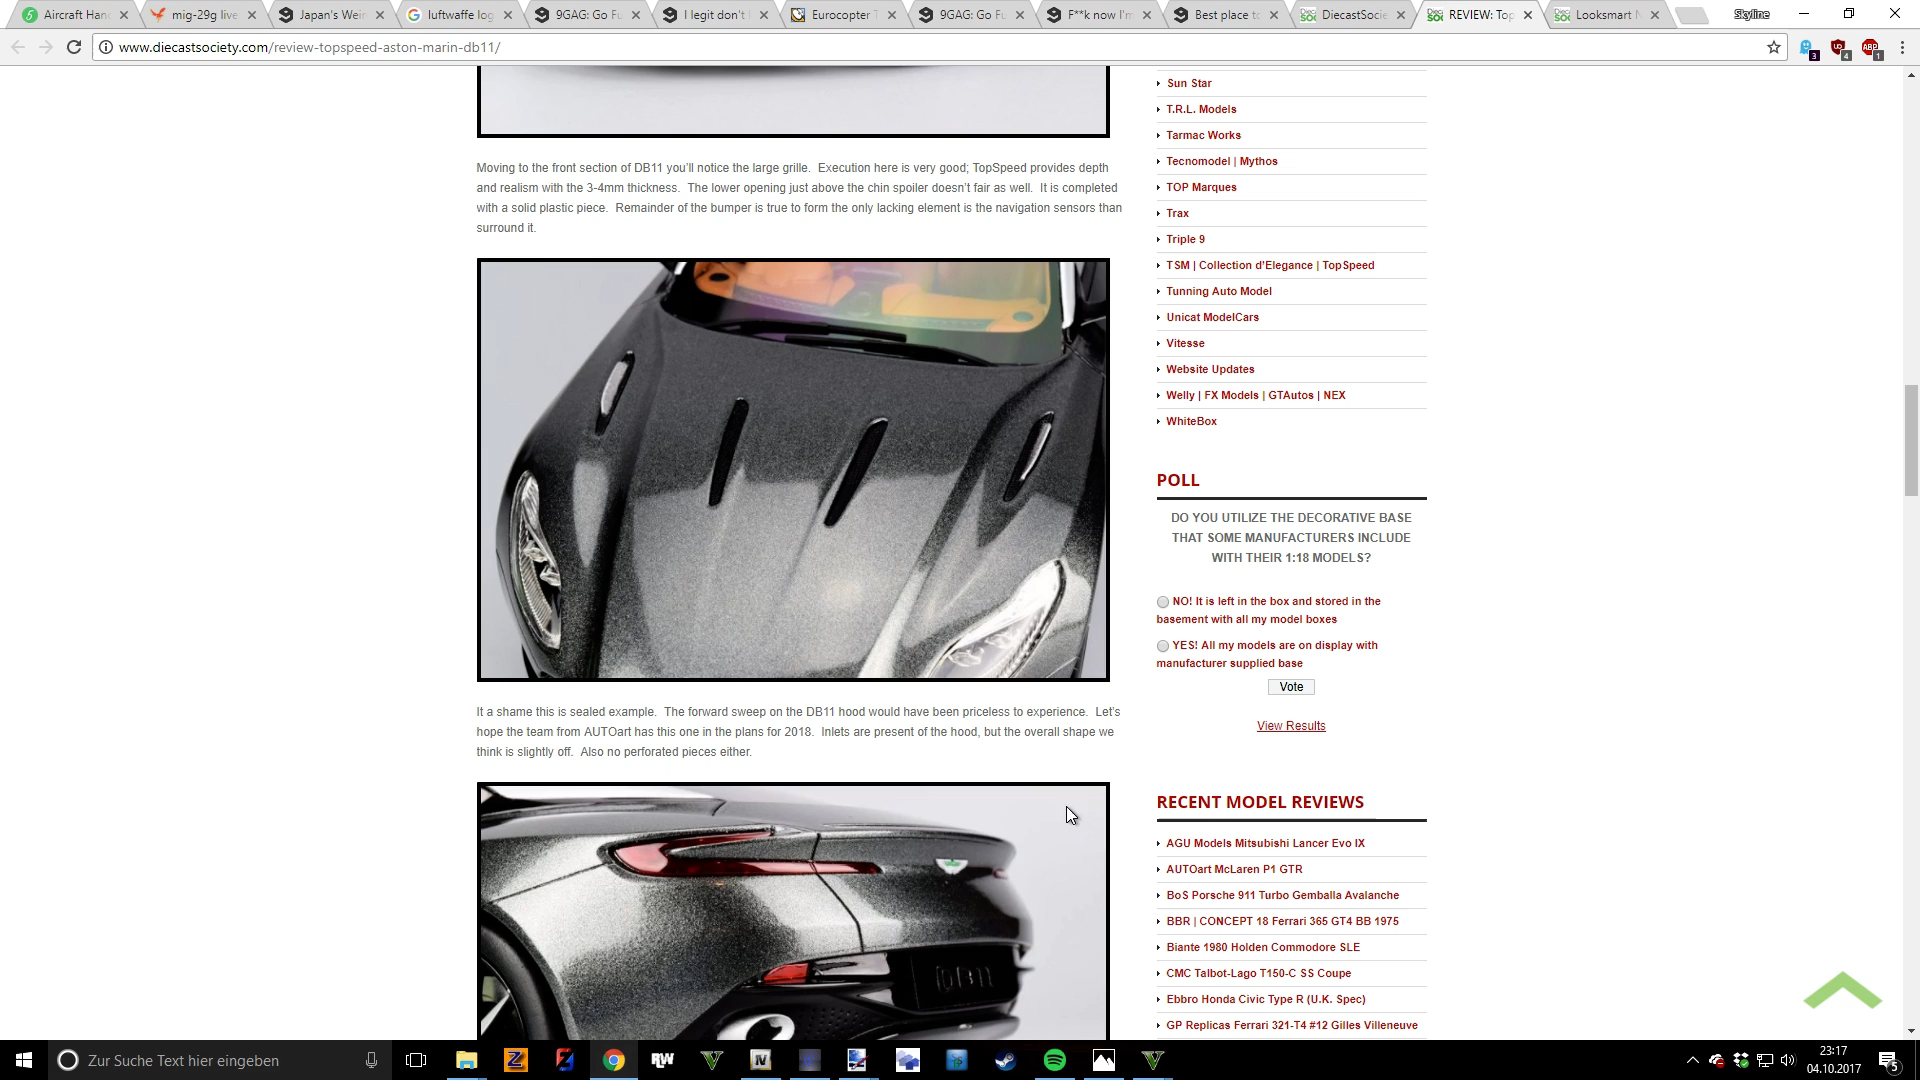 Aircraft Han
mig-29g live
Japan's Wei
luftwaffe log
9GAG: Go Fu
I legit don't
Eurocopter T
9GAG: Go Fu
F**k now I'm
Best place to
DiecastSocie
REVIEW: Top
Looksmart
Skyline
www.diecastsociety.com/review-topspeed-aston-marin-db11/
3
4
ABP
1
Moving to the front section of DB11 you'll notice the large grille. Execution here is very good; TopSpeed provides depth
and realism with the 3-4mm thickness. The lower opening just above the chin spoiler doesn't fair as well. It is completed
with a solid plastic piece. Remainder of the bumper is true to form the only lacking element is the navigation sensors than
surround it.
It a shame this is sealed example. The forward sweep on the DB11 hood would have been priceless to experience. Let's
hope the team from AUTOart has this one in the plans for 2018. Inlets are present of the hood, but the overall shape we
think is slightly off. Also no perforated pieces either.
DB11
Sun Star
T.R.L. Models
Tarmac Works
Tecnomodel | Mythos
TOP Marques
Trax
Triple 9
TSM | Collection d'Elegance | TopSpeed
Tunning Auto Model
Unicat ModelCars
Vitesse
Website Updates
Welly | FX Models | GTAutos | NEX
WhiteBox
POLL
DO YOU UTILIZE THE DECORATIVE BASE
THAT SOME MANUFACTURERS INCLUDE
WITH THEIR 1:18 MODELS?
NO! It is left in the box and stored in the
basement with all my model boxes
YES! All my models are on display with
manufacturer supplied base
Vote
View Results
RECENT MODEL REVIEWS
AGU Models Mitsubishi Lancer Evo IX
AUTOart McLaren P1 GTR
BoS Porsche 911 Turbo Gemballa Avalanche
BBR | CONCEPT 18 Ferrari 365 GT4 BB 1975
Biante 1980 Holden Commodore SLE
CMC Talbot-Lago T150-C SS Coupe
Ebbro Honda Civic Type R (U.K. Spec)
GP Replicas Ferrari 321-T4 #12 Gilles Villeneuve
Zur Suche Text hier eingeben
RW
IV
23:17
04.10.2017
5